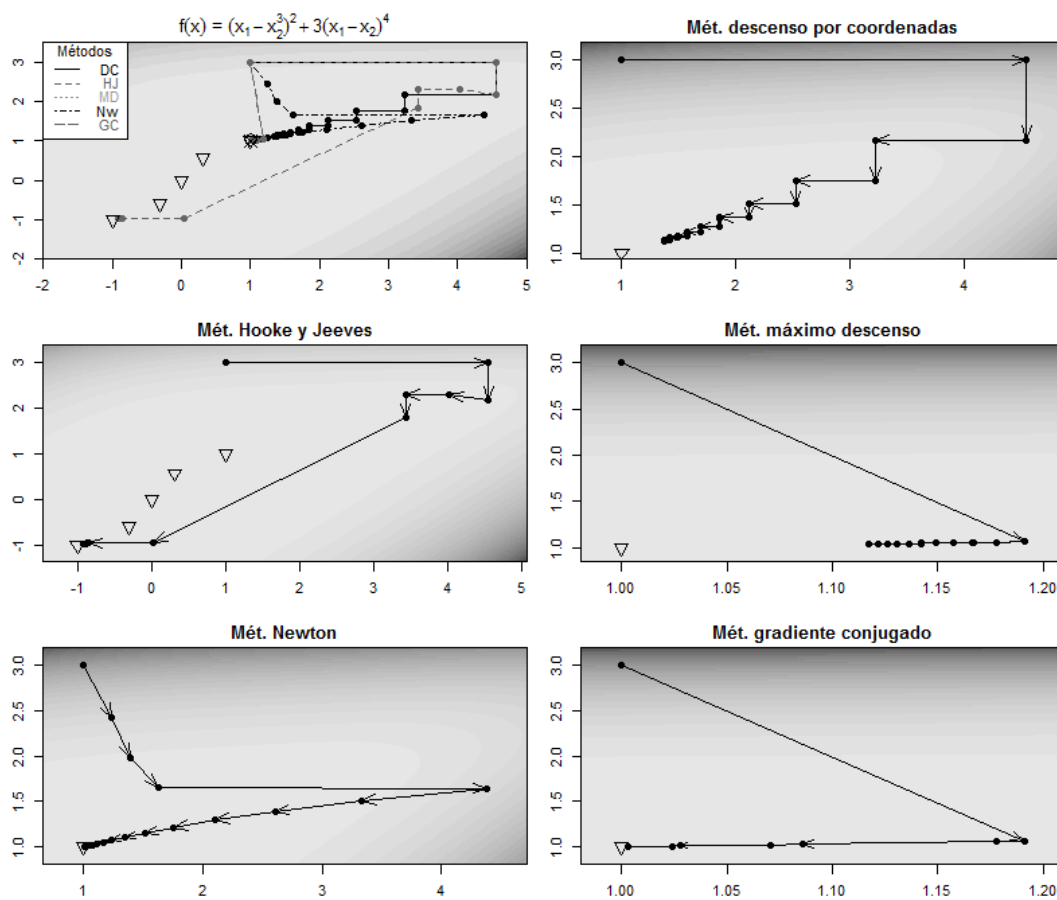 f(x) = (x₁ − x₂³)² + 3(x₁ − x₂)⁴
Métodos
DC
HJ
MD
Nw
GC
3
2
1
0
-1
-2
-2 -1 0 1 2 3 4 5
Mét. descenso por coordenadas
3.0
2.5
2.0
1.5
1.0
1 2 3 4
Mét. Hooke y Jeeves
3
2
1
0
-1
-1 0 1 2 3 4 5
Mét. máximo descenso
3.0
2.5
2.0
1.5
1.0
1.00 1.05 1.10 1.15 1.20
Mét. Newton
3.0
2.5
2.0
1.5
1.0
1 2 3 4
Mét. gradiente conjugado
3.0
2.5
2.0
1.5
1.0
1.00 1.05 1.10 1.15 1.20